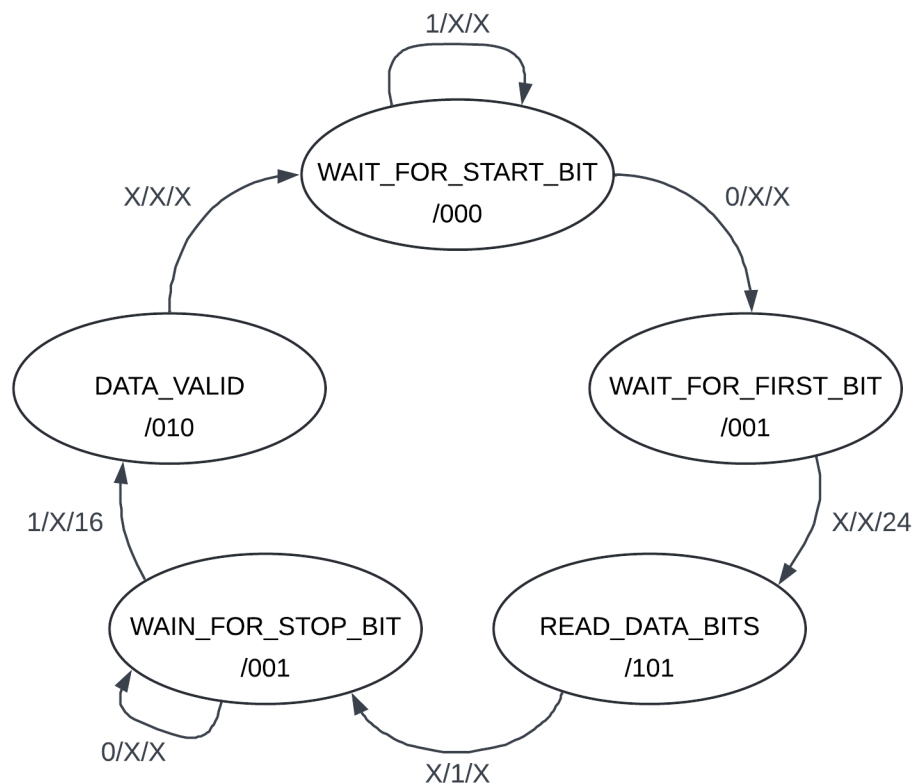 1/X/X
WAIT_FOR_START_BIT
/000
X/X/X
0/X/X
DATA_VALID
/010
WAIT_FOR_FIRST_BIT
/001
1/X/16
X/X/24
WAIN_FOR_STOP_BIT
/001
READ_DATA_BITS
/101
0/X/X
X/1/X